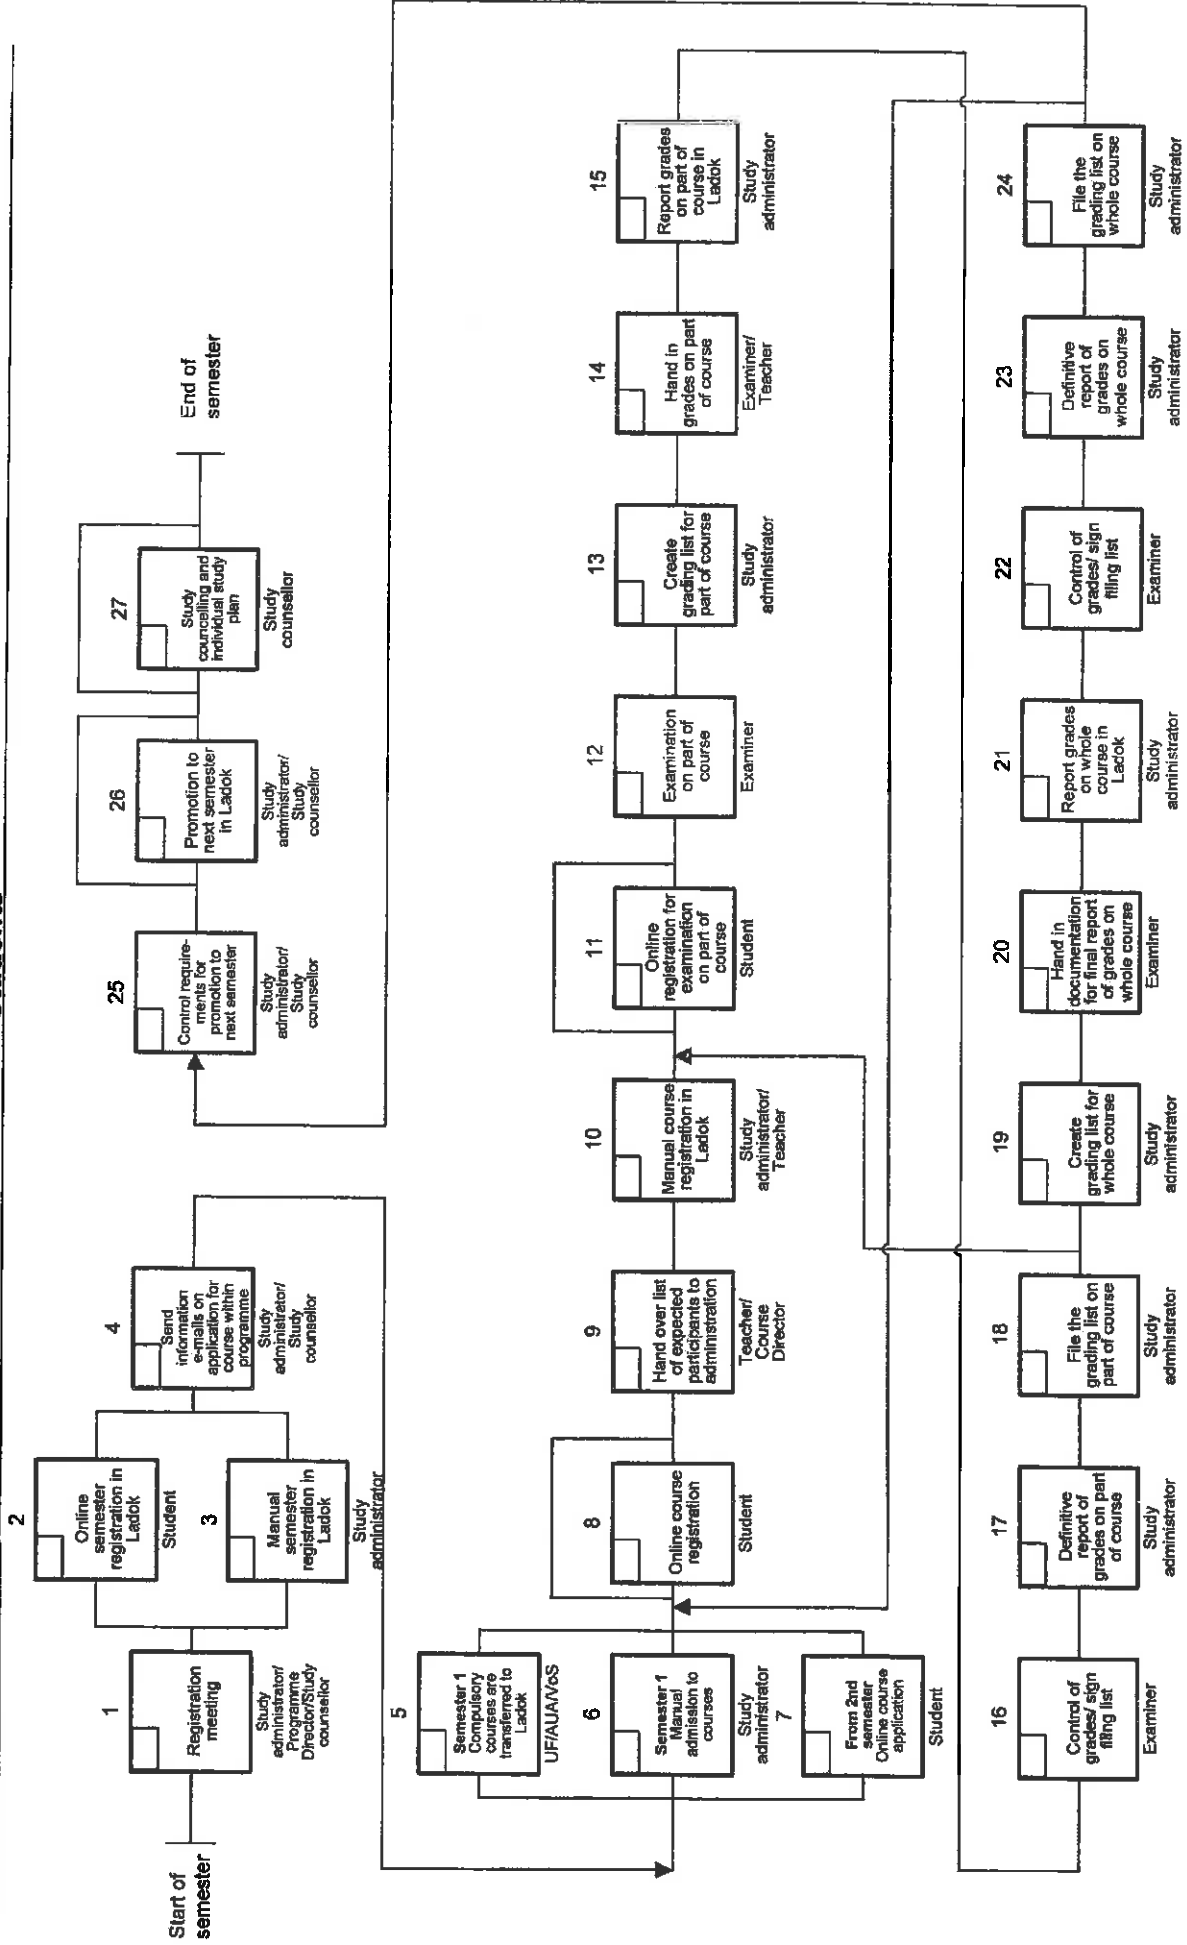 Start of
semester
1
Registration
meeting
Study
administrator/
Programme
Director/Study
counsellor
2
Online
semester
registration in
Ladok
Student
3
Manual
semester
registration in
Ladok
Study
administrator
4
Send
information
e-mails on
application for
course within
programme
Study
administrator/
Study
counsellor
25
Control require-
ments for
promotion to
next semester
Study
administrator/
Study
counsellor
26
Promotion to
next semester
in Ladok
Study
administrator/
Study
counsellor
27
Study
councelling and
individual study
plan
Study
counsellor
End of
semester
5
Semester 1
Compulsory
courses are
transferred to
Ladok
UF/AUA/VoS
6
Semester 1
Manual
admission to
courses
Study
administrator
7
From 2nd
semester
Online course
application
Student
8
Online course
registration
Student
9
Hand over list
of expected
participants to
administration
Teacher/
Course
Director
10
Manual course
registration in
Ladok
Study
administrator/
Teacher
11
Online
registration for
examination
on part of
course
Student
12
Examination
on part of
course
Examiner
13
Create
grading list for
part of course
Study
administrator
14
Hand in
grades on part
of course
Examiner/
Teacher
15
Report grades
on part of
course in
Ladok
Study
administrator
16
Control of
grades/ sign
filing list
Examiner
17
Definitive
report of
grades on part
of course
Study
administrator
18
File the
grading list on
part of course
Study
administrator
19
Create
grading list for
whole course
Study
administrator
20
Hand in
documentation
for final report
of grades on
whole course
Examiner
21
Report grades
on whole
course in
Ladok
Study
administrator
22
Control of
grades/ sign
filing list
Examiner
23
Definitive
report of
grades on
whole course
Study
administrator
24
File the
grading list on
whole course
Study
administrator